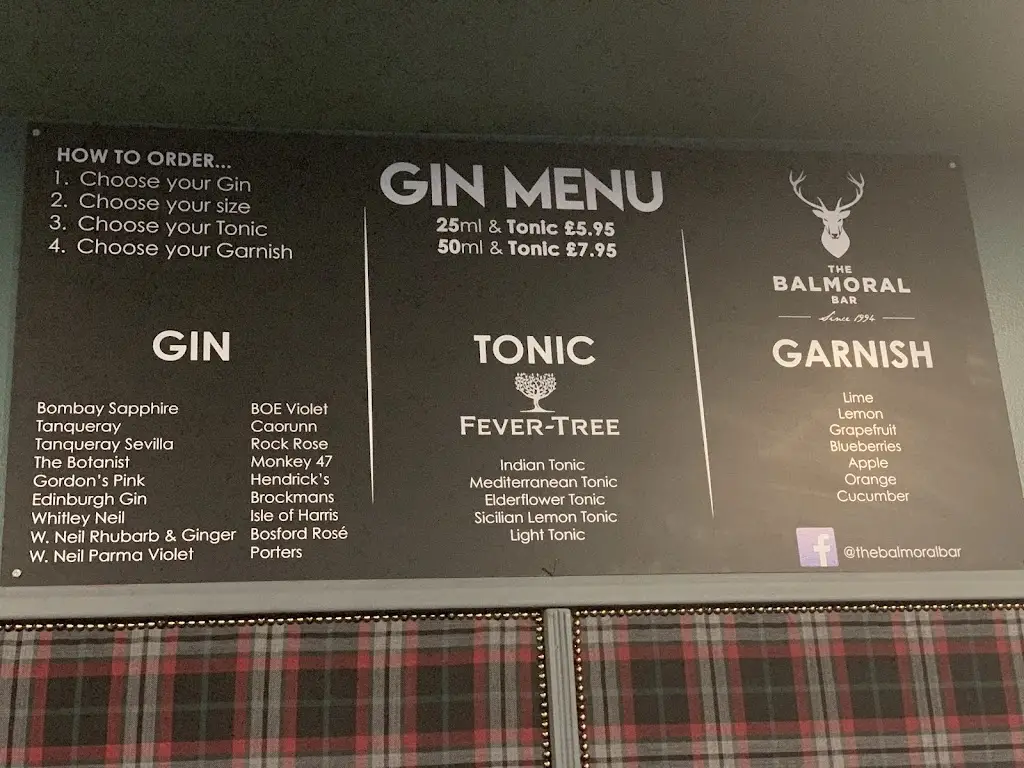 HOW TO ORDER...
1. Choose your Gin
2. Choose your size
3. Choose your Tonic
4. Choose your Garnish
GIN MENU
25ml & Tonic £5.95
50ml & Tonic £7.95
THE
BALMORAL
BAR
Since 1994
GIN
Bombay Sapphire
Tanqueray
Tanqueray Sevilla
The Botanist
Gordon's Pink
Edinburgh Gin
Whitley Neil
W. Neil Rhubarb & Ginger
W. Neil Parma Violet
BOE Violet
Caorunn
Rock Rose
Monkey 47
Hendrick's
Brockmans
Isle of Harris
Bosford Rosé
Porters
TONIC
FEVER-TREE
Indian Tonic
Mediterranean Tonic
Elderflower Tonic
Sicilian Lemon Tonic
Light Tonic
GARNISH
Lime
Lemon
Grapefruit
Blueberries
Apple
Orange
Cucumber
f @thebalmoralbar